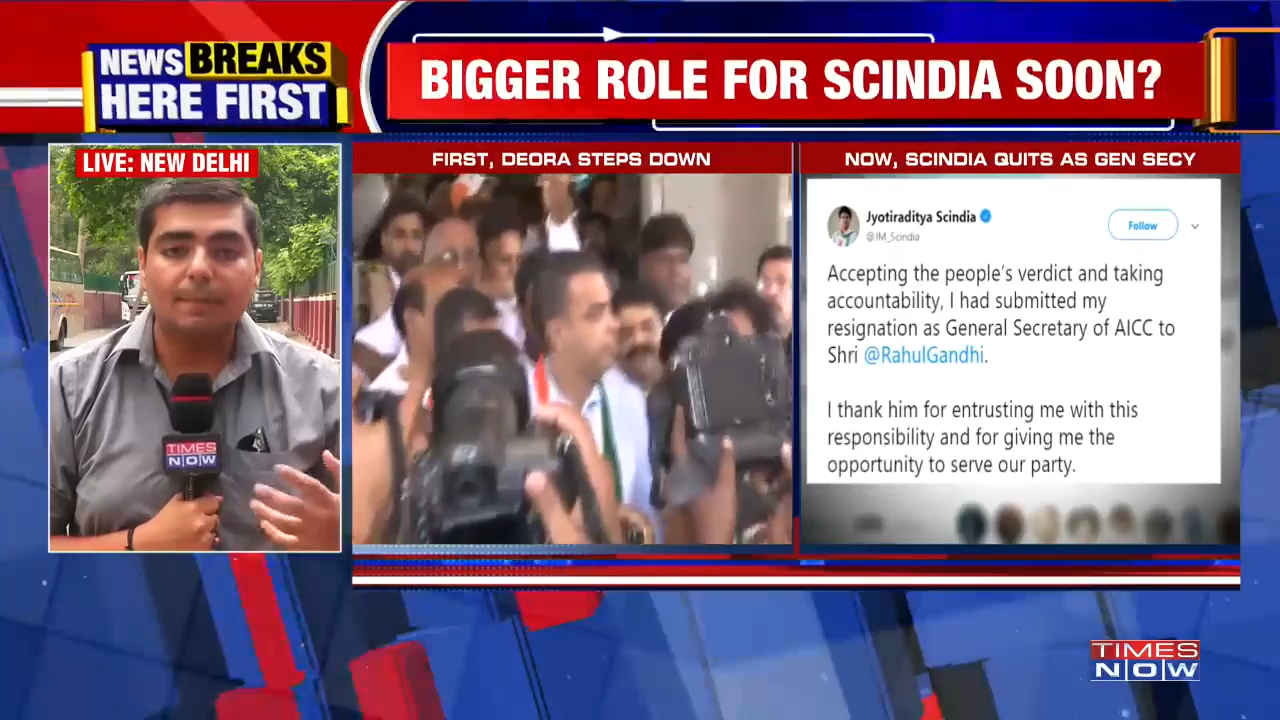 NEWS BREAKS
HERE FIRST
BIGGER ROLE FOR SCINDIA SOON?
LIVE: NEW DELHI
TIMES
NOW
FIRST, DEORA STEPS DOWN
NOW, SCINDIA QUITS AS GEN SECY
Jyotiraditya Scindia
@JM_Scindia
Follow
Accepting the people's verdict and taking
accountability, I had submitted my
resignation as General Secretary of AICC to
Shri @RahulGandhi.
I thank him for entrusting me with this
responsibility and for giving me the
opportunity to serve our party.
TIMES
NOW